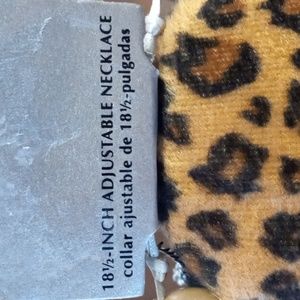 18½-INCH ADJUSTABLE NECKLACE
collar ajustable de 18½-pulgadas